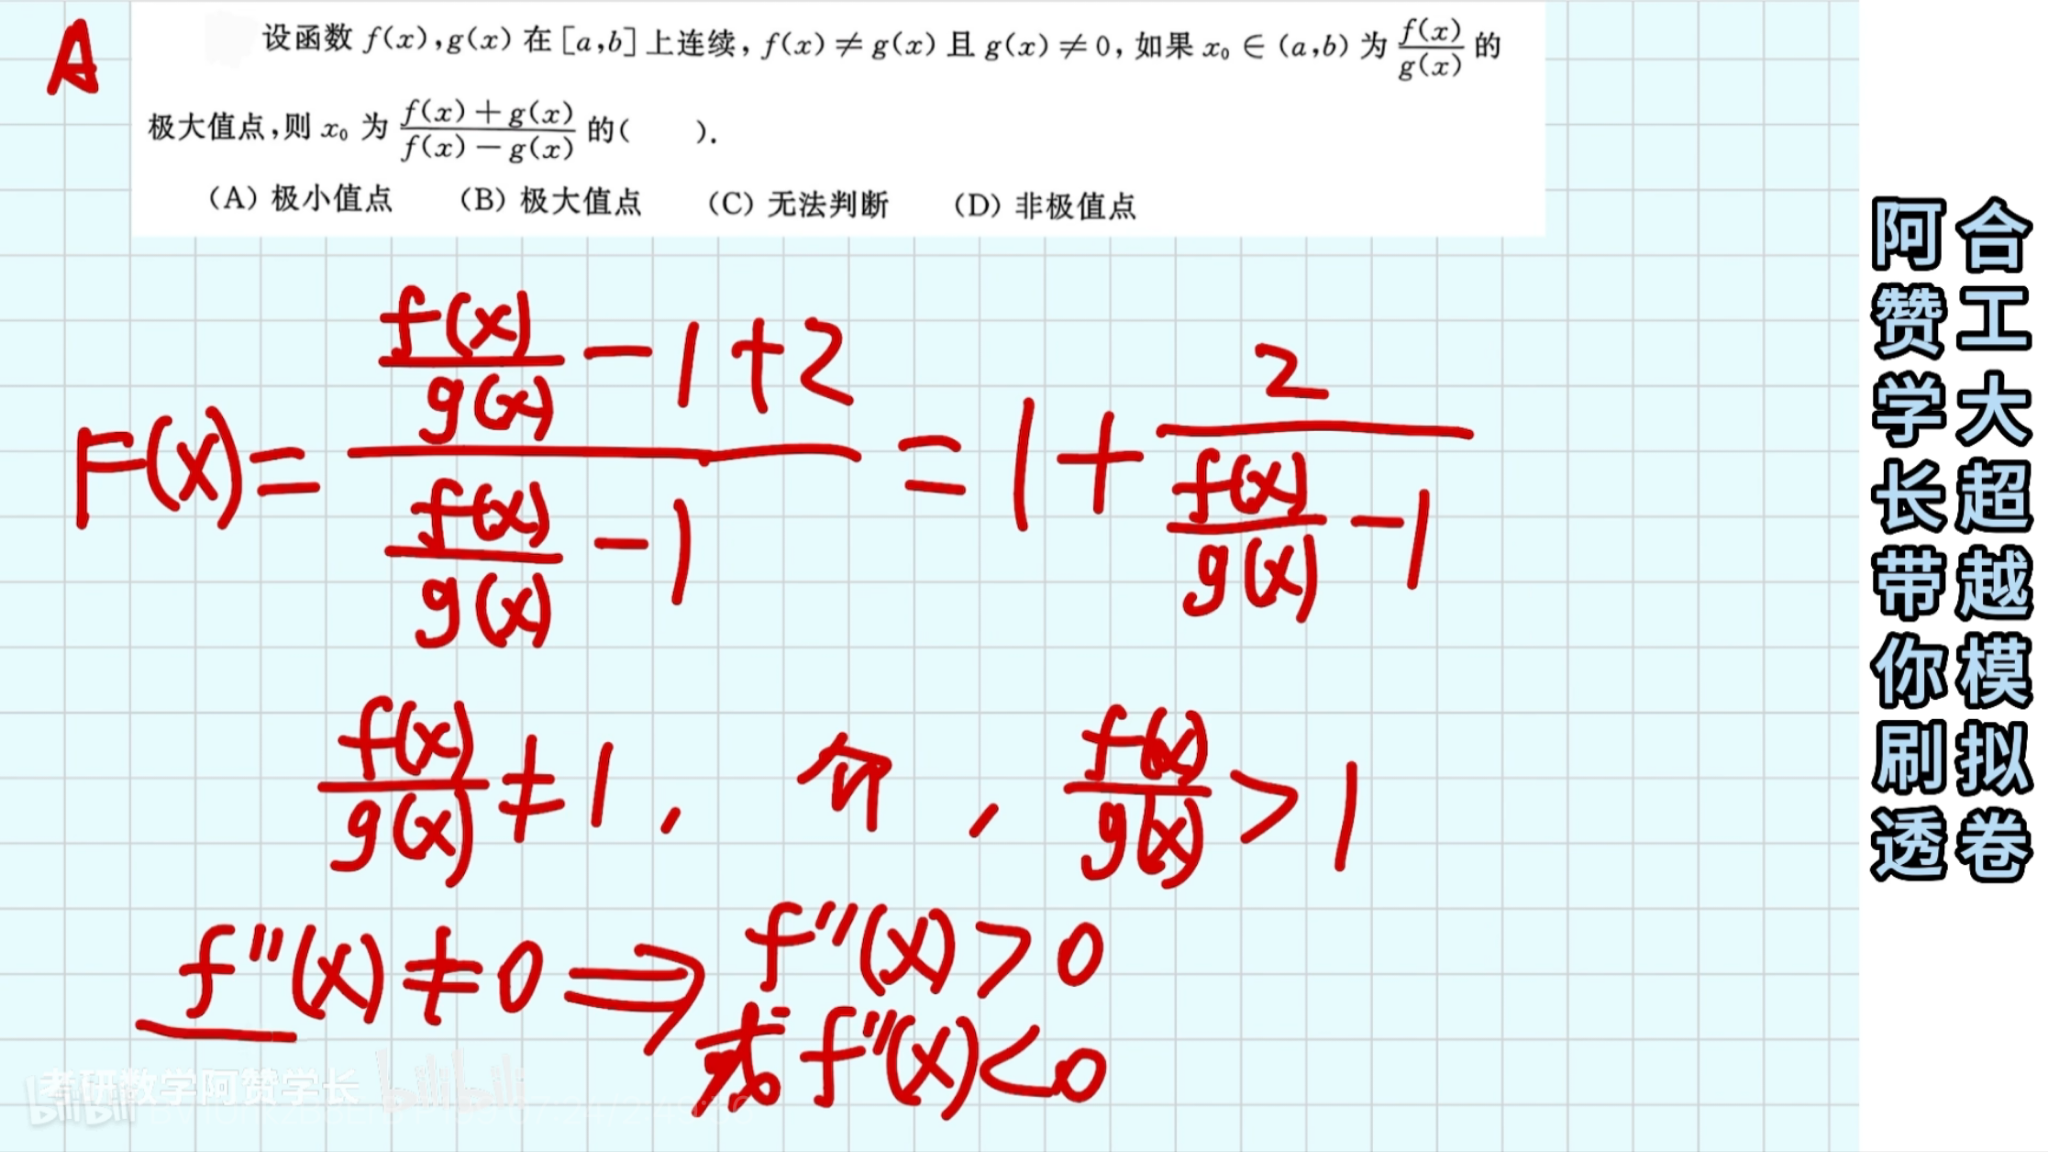 A
设函数 f(x),g(x) 在 [a,b] 上连续, f(x) ≠ g(x) 且 g(x) ≠ 0, 如果 x₀ ∈ (a,b) 为 f(x)/g(x) 的
极大值点,则 x₀ 为 (f(x)+g(x))/(f(x)−g(x)) 的( ).
(A) 极小值点 (B) 极大值点 (C) 无法判断 (D) 非极值点
F(x) = (f(x)/g(x) − 1 + 2)/(f(x)/g(x) − 1) = 1 + 2/(f(x)/g(x) − 1)
f(x)/g(x) ≠ 1, , f(x)/g(x) > 1
f″(x) ≠ 0 ⟹ f″(x) > 0
或 f″(x) < 0
合工大超越模拟卷
阿赞学长带你刷透
考研数学阿赞学长 bilibili
bilibili